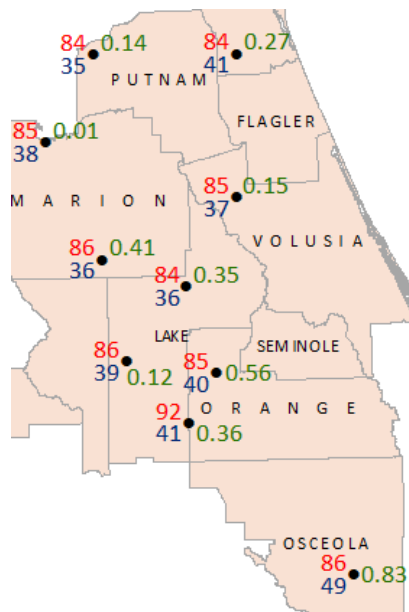 84 0.14
35
84 0.27
41
PUTNAM
FLAGLER
85 0.01
38
MARION
85 0.15
37
VOLUSIA
86 0.41
36
84 0.35
36
LAKE
SEMINOLE
86
39 0.12
85
40 0.56
ORANGE
92
41 0.36
OSCEOLA
86 0.83
49